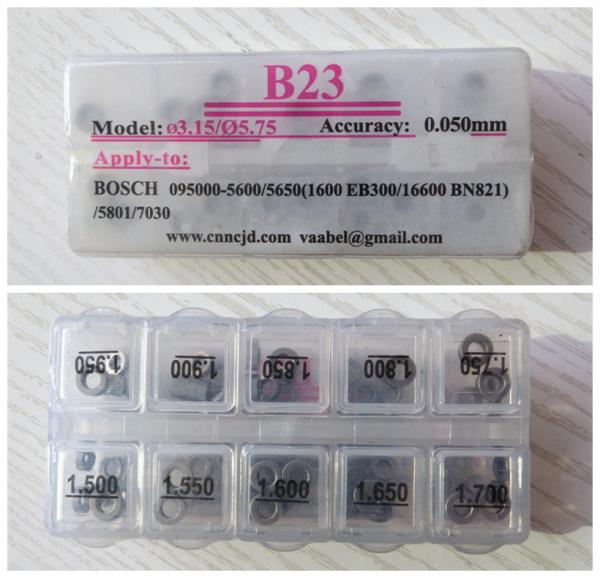 B23
Model: ø3.15/Ø5.75 Accuracy: 0.050mm
Apply-to:
BOSCH 095000-5600/5650(1600 EB300/16600 BN821)
/5801/7030
www.cnncjd.com vaabel@gmail.com
1.950 1.900 1.850 1.800 1.750
1.500 1.550 1.600 1.650 1.700